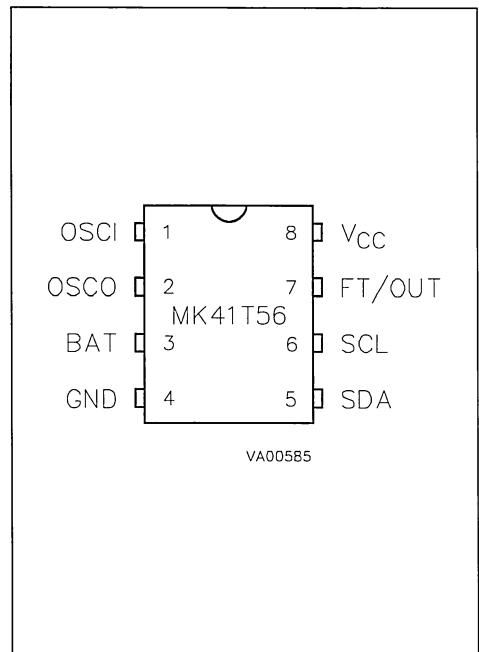 OSCI 1 8 VCC
OSCO 2 7 FT/OUT
MK41T56
BAT 3 6 SCL
GND 4 5 SDA
VA00585